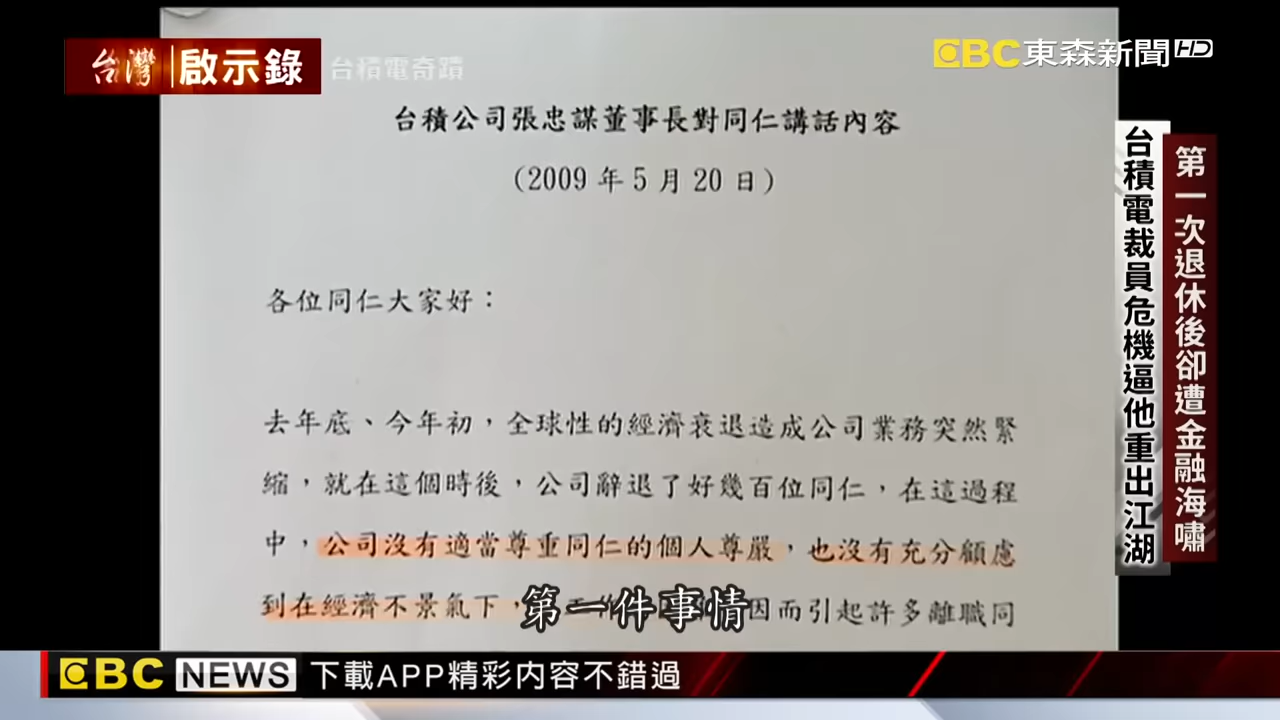 台灣啟示錄
台積電奇蹟
EBC東森新聞HD
台積公司張忠謀董事長對同仁講話內容
(2009 年 5 月 20 日)
各位同仁大家好：
去年底、今年初，全球性的經濟衰退造成公司業務突然緊
縮，就在這個時後，公司辭退了好幾百位同仁，在這過程
中，公司沒有適當尊重同仁的個人尊嚴，也沒有充分顧慮
到在經濟不景氣下，
因而引起許多離職同
第一件事情
第一次退休後卻遭金融海嘯
台積電裁員危機逼他重出江湖
EBC NEWS 下載APP精彩內容不錯過